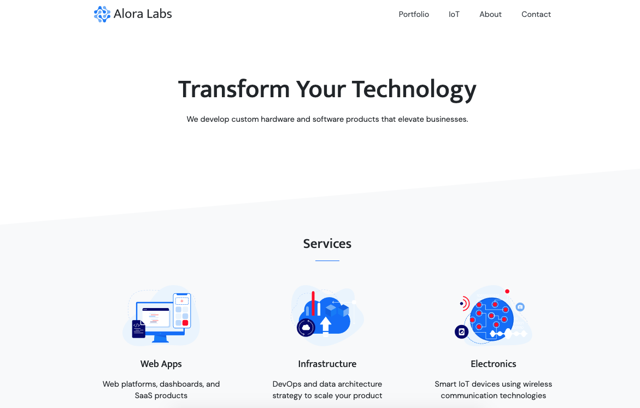 Alora Labs
Portfolio
IoT
About
Contact
Transform Your Technology
We develop custom hardware and software products that elevate businesses.
Services
Web Apps
Web platforms, dashboards, and
SaaS products
Infrastructure
DevOps and data architecture
strategy to scale your product
Electronics
Smart IoT devices using wireless
communication technologies